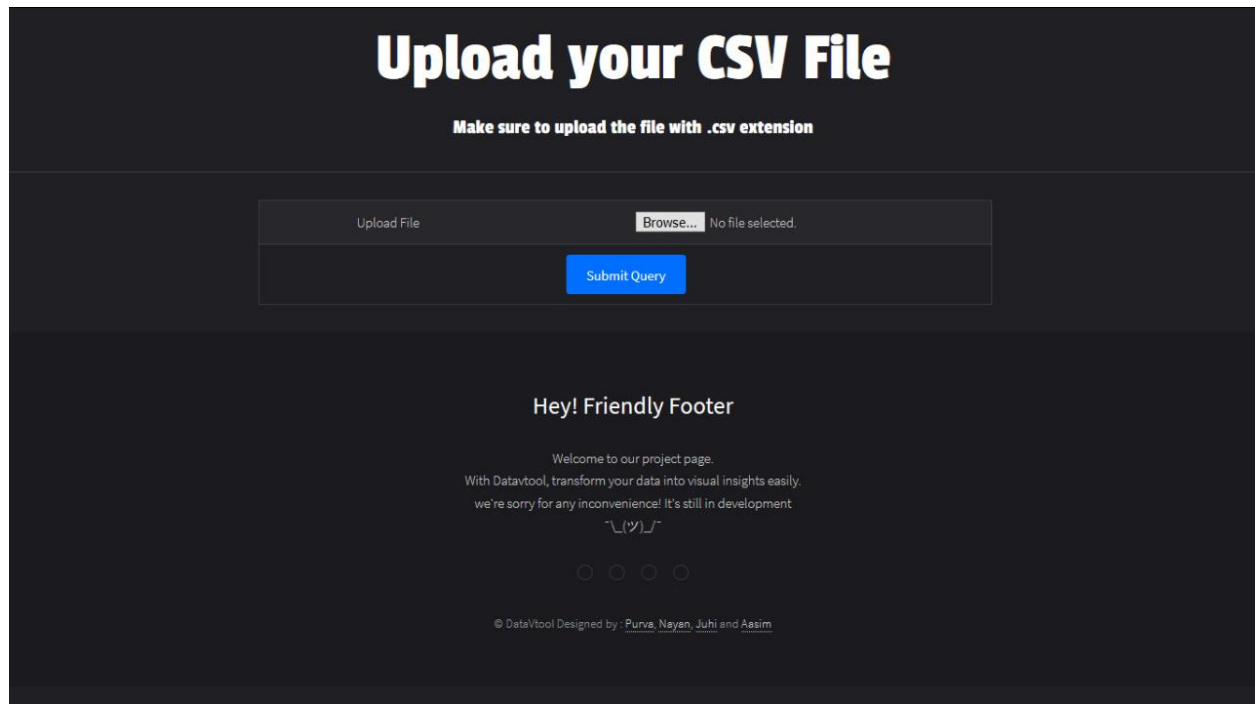 Upload your CSV File
Make sure to upload the file with .csv extension
Upload File Browse... No file selected.
Submit Query
Hey! Friendly Footer
Welcome to our project page.
With Datavtool, transform your data into visual insights easily.
we're sorry for any inconvenience! It's still in development
¯\_(ツ)_/¯
© DataVtool Designed by : Purva, Nayan, Juhi and Aasim